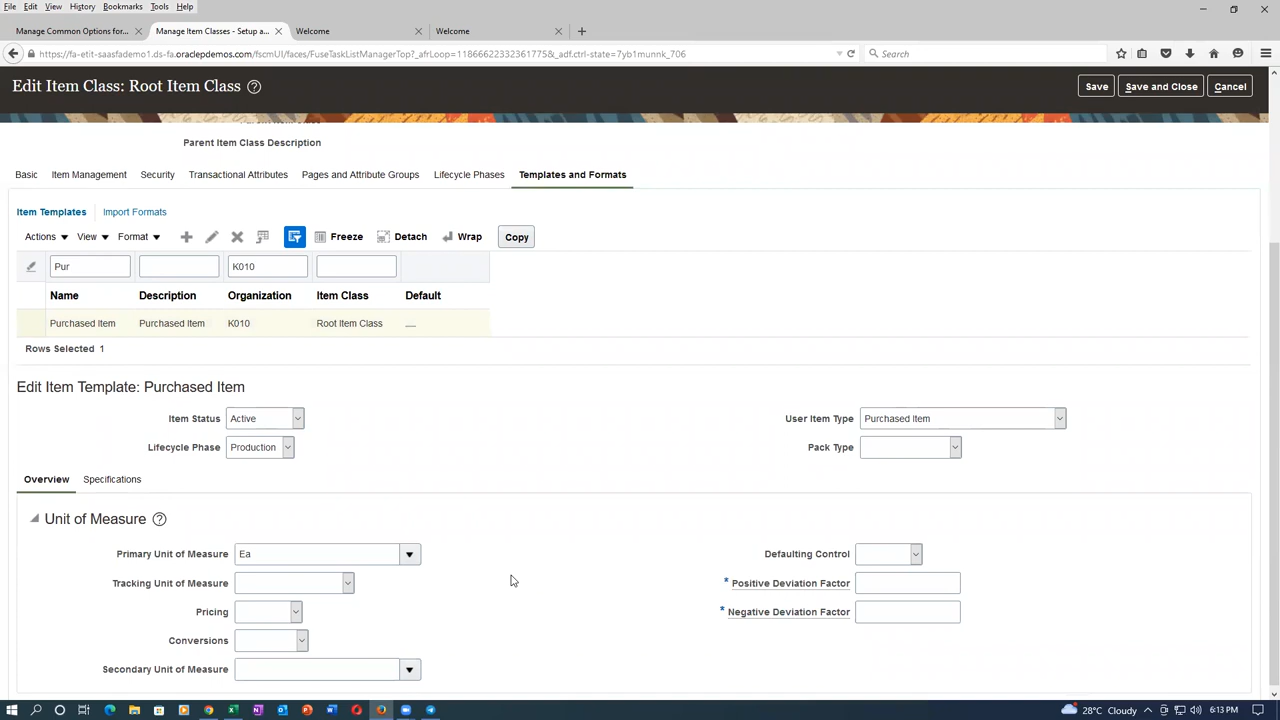 File Edit View History Bookmarks Tools Help
Manage Common Options for... × Manage Item Classes - Setup a... × Welcome × Welcome × +
https://fa-etit-saasfademo1.ds-fa.oraclepdemos.com/fscmUI/faces/FuseTaskListManagerTop?_afrLoop=11866622332361775&_adf.ctrl-state=7yb1munnk_706 Search
Edit Item Class: Root Item Class ? Save Save and Close Cancel
Parent Item Class Description
Basic Item Management Security Transactional Attributes Pages and Attribute Groups Lifecycle Phases Templates and Formats
Item Templates Import Formats
Actions View Format Freeze Detach Wrap Copy
Pur K010
Name Description Organization Item Class Default
Purchased Item Purchased Item K010 Root Item Class
Rows Selected 1
Edit Item Template: Purchased Item
Item Status Active User Item Type Purchased Item
Lifecycle Phase Production Pack Type
Overview Specifications
Unit of Measure ?
Primary Unit of Measure Ea Defaulting Control
Tracking Unit of Measure * Positive Deviation Factor
Pricing * Negative Deviation Factor
Conversions
Secondary Unit of Measure
28°C Cloudy 6:13 PM